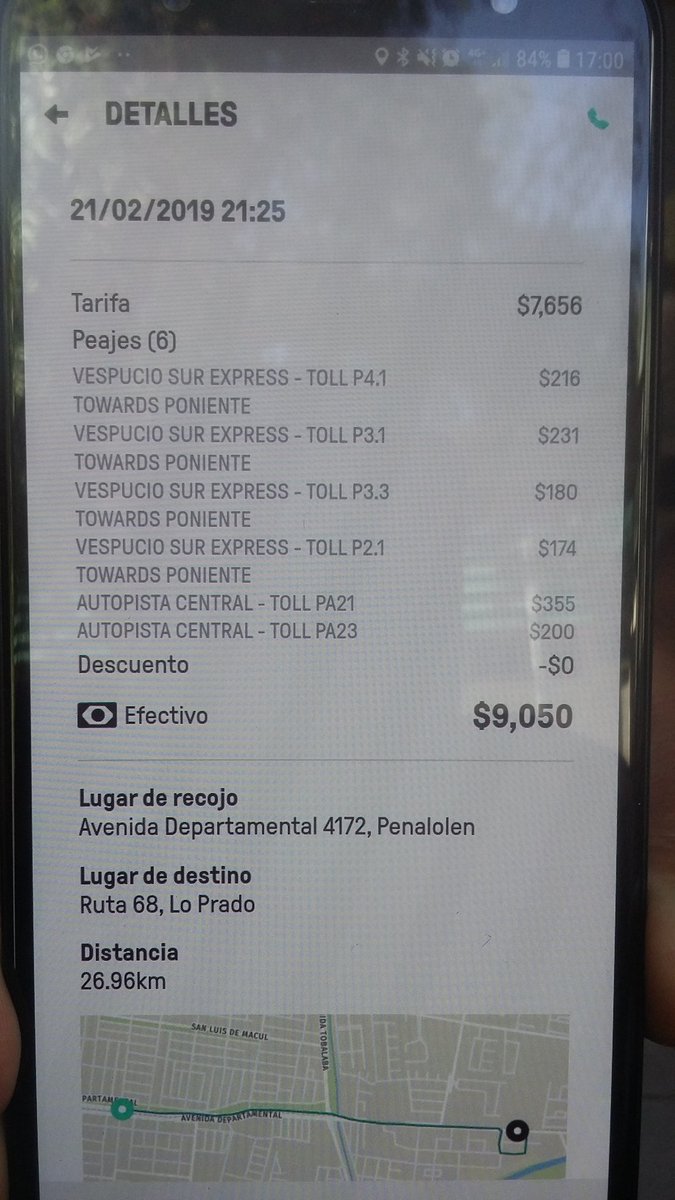 84% 17:00
DETALLES
21/02/2019 21:25
Tarifa $7,656
Peajes (6)
VESPUCIO SUR EXPRESS - TOLL P4.1 $216
TOWARDS PONIENTE
VESPUCIO SUR EXPRESS - TOLL P3.1 $231
TOWARDS PONIENTE
VESPUCIO SUR EXPRESS - TOLL P3.3 $180
TOWARDS PONIENTE
VESPUCIO SUR EXPRESS - TOLL P2.1 $174
TOWARDS PONIENTE
AUTOPISTA CENTRAL - TOLL PA21 $355
AUTOPISTA CENTRAL - TOLL PA23 $200
Descuento -$0
Efectivo $9,050
Lugar de recojo
Avenida Departamental 4172, Penalolen
Lugar de destino
Ruta 68, Lo Prado
Distancia
26.96km
SAN LUIS DE MACUL
IDA TOBALABA
AVENIDA DEPARTAMENTAL